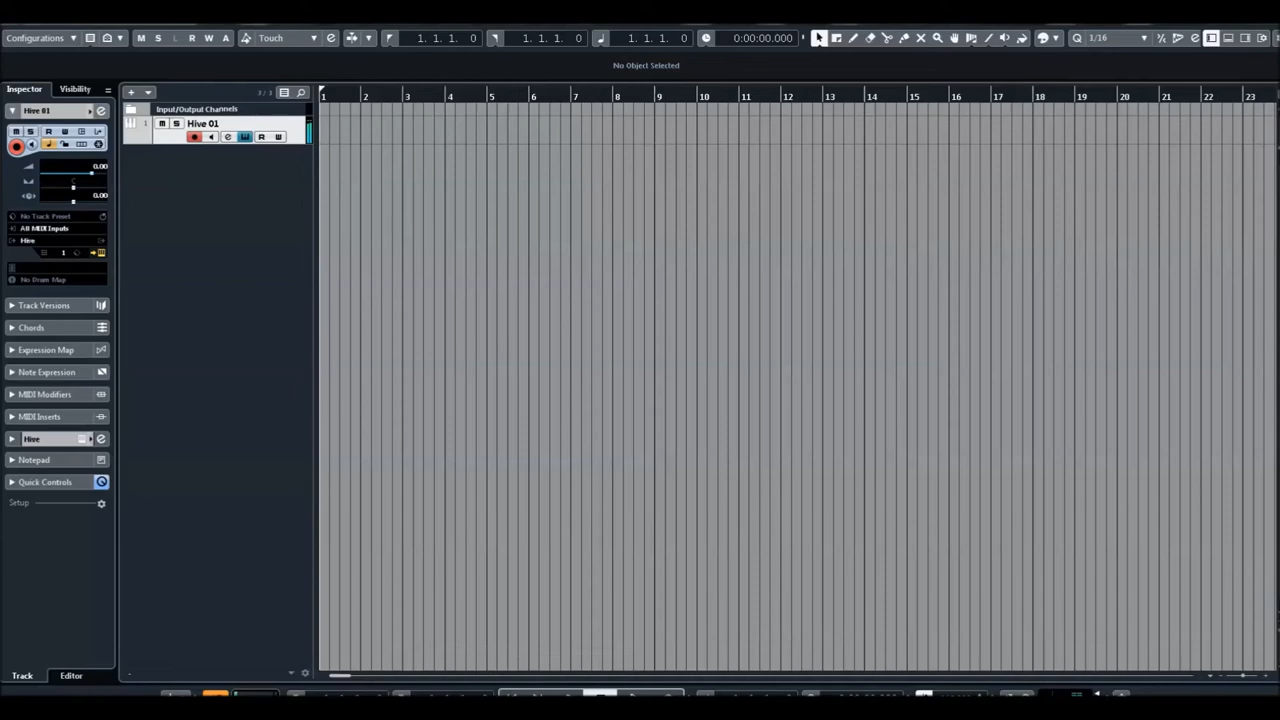 Configurations M S L R W A Touch 1. 1. 1. 0 1. 1. 1. 0 1. 1. 1. 0 0:00:00.000 Q 1/16
No Object Selected
Inspector Visibility 3 / 3
1 2 3 4 5 6 7 8 9 10 11 12 13 14 15 16 17 18 19 20 21 22 23
Input/Output Channels
Hive 01
1 M S Hive 01
R W
M S R W
0.00
C
0.00
No Track Preset
All MIDI Inputs
Hive
1
No Drum Map
Track Versions
Chords
Expression Map
Note Expression
MIDI Modifiers
MIDI Inserts
Hive
Notepad
Quick Controls
Setup
Track Editor